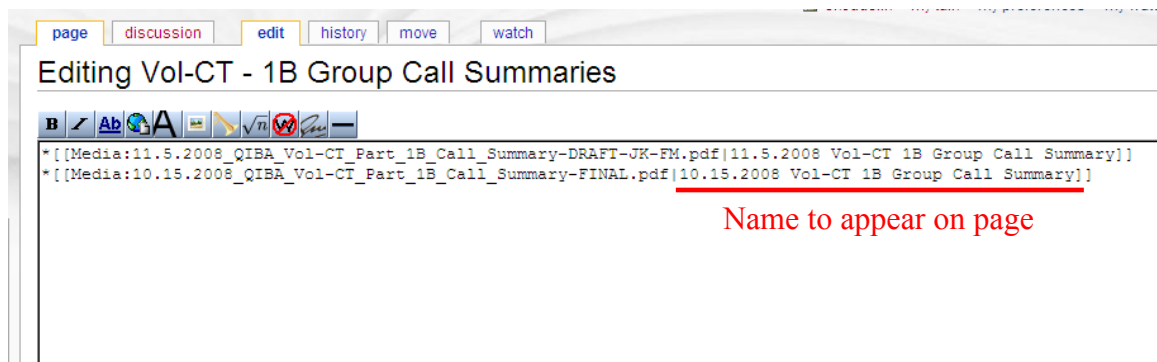 page discussion edit history move watch
Editing Vol-CT - 1B Group Call Summaries
B I Ab A √n W
*[[Media:11.5.2008_QIBA_Vol-CT_Part_1B_Call_Summary-DRAFT-JK-FM.pdf|11.5.2008 Vol-CT 1B Group Call Summary]]
*[[Media:10.15.2008_QIBA_Vol-CT_Part_1B_Call_Summary-FINAL.pdf|10.15.2008 Vol-CT 1B Group Call Summary]]
Name to appear on page